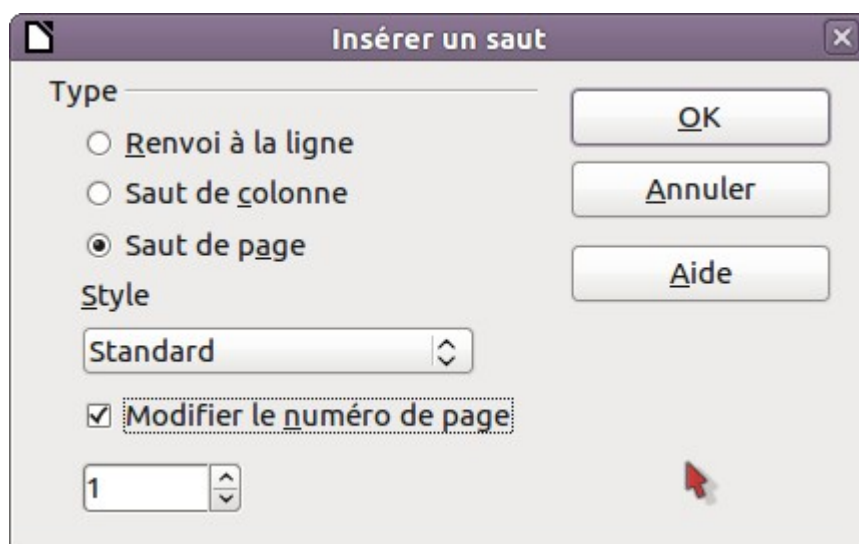 Insérer un saut
Type
Renvoi à la ligne
Saut de colonne
Saut de page
Style
Standard
Modifier le numéro de page
1
OK
Annuler
Aide